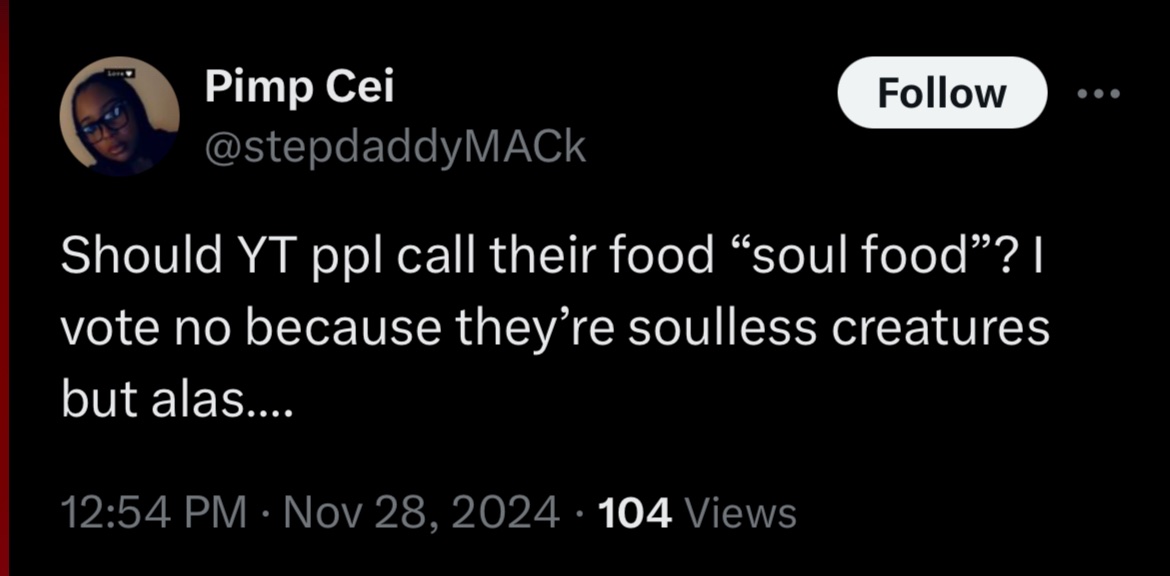 Pimp Cei
@stepdaddyMACk
Follow
Should YT ppl call their food “soul food”? I
vote no because they’re soulless creatures
but alas....
12:54 PM · Nov 28, 2024 · 104 Views